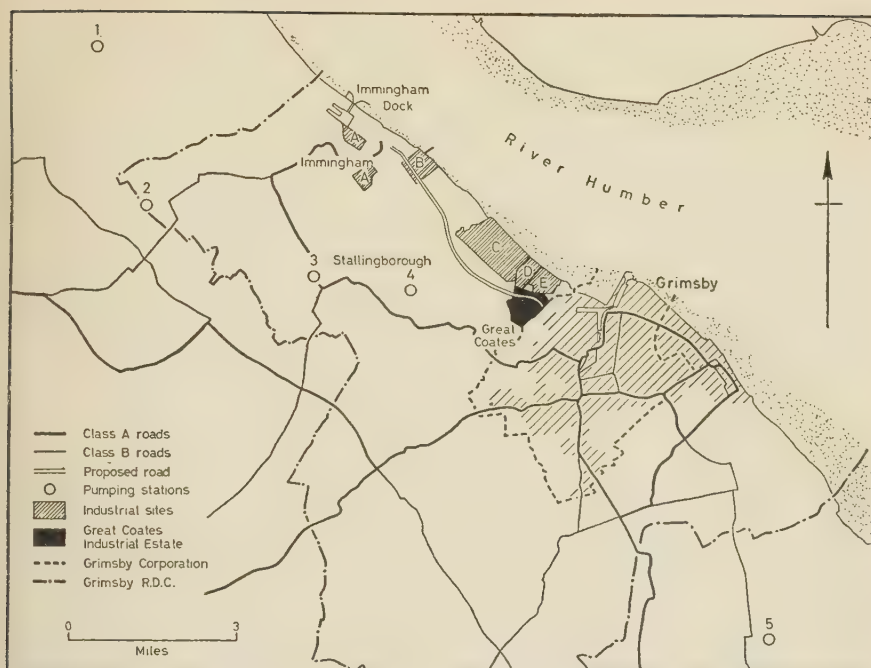 1
Immingham
Dock
A
Immingham
A
B
River Humber
2
3
Stallingborough
4
C
D
E
Grimsby
Great
Coates
Class A roads
Class B roads
Proposed road
Pumping stations
Industrial sites
Great Coates
Industrial Estate
Grimsby Corporation
Grimsby R.D.C.
0
3
Miles
5